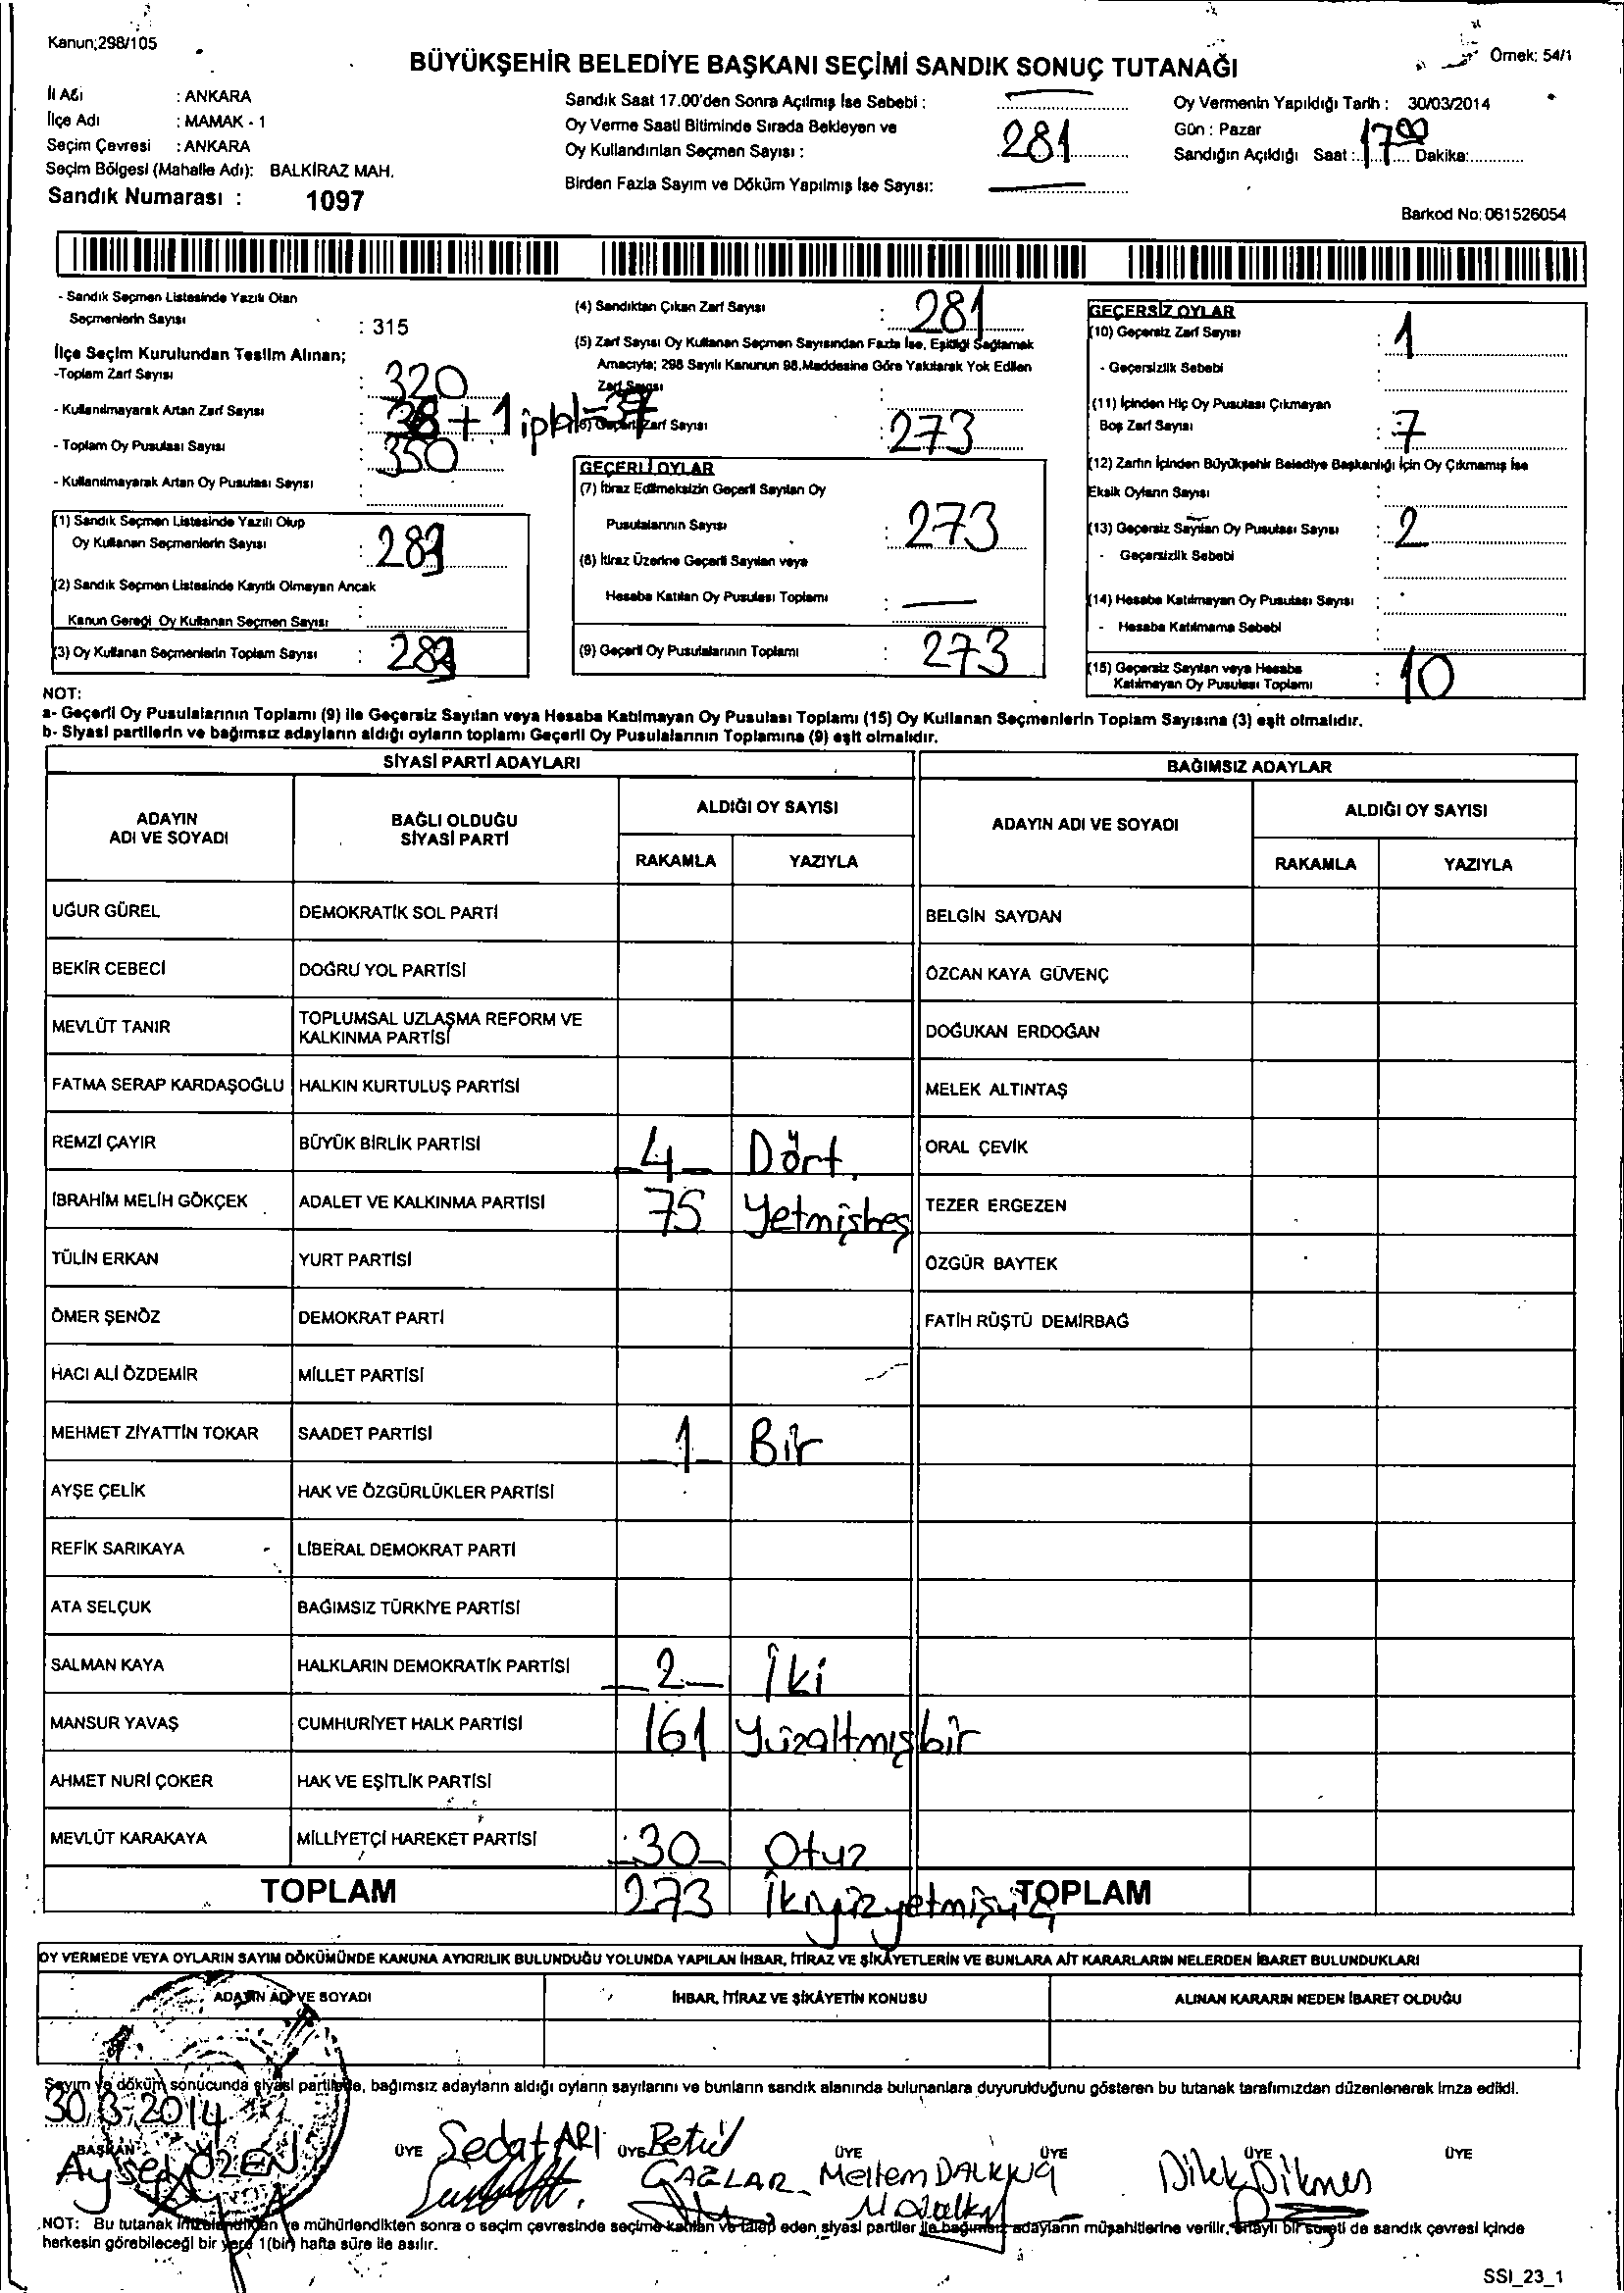 Kanun;298/105
Örnek: 54/1
BÜYÜKŞEHİR BELEDİYE BAŞKANI SEÇİMİ SANDIK SONUÇ TUTANAĞI
İl Adı : ANKARA
İlçe Adı : MAMAK - 1
Seçim Çevresi : ANKARA
Seçim Bölgesi (Mahalle Adı): BALKİRAZ MAH.
Sandık Numarası : 1097
Sandık Saat 17.00'den Sonra Açılmış İse Sebebi :
Oy Verme Saati Bitiminde Sırada Bekleyen ve
Oy Kullandırılan Seçmen Sayısı : 281
Birden Fazla Sayım ve Döküm Yapılmış İse Sayısı:
Oy Vermenin Yapıldığı Tarih : 30/03/2014
Gün : Pazar
Sandığın Açıldığı Saat : 17 00 Dakika:
Barkod No: 061526054
- Sandık Seçmen Listesinde Yazılı Olan
Seçmenlerin Sayısı : 315
İlçe Seçim Kurulundan Teslim Alınan;
-Toplam Zarf Sayısı : 320
- Kullanılmayarak Artan Zarf Sayısı : 38 + 1 ipbl = 37
- Toplam Oy Pusulası Sayısı : 350
- Kullanılmayarak Artan Oy Pusulası Sayısı :
(1) Sandık Seçmen Listesinde Yazılı Olup
Oy Kullanan Seçmenlerin Sayısı : 283
(2) Sandık Seçmen Listesinde Kayıtlı Olmayan Ancak
Kanun Gereği Oy Kullanan Seçmen Sayısı :
(3) Oy Kullanan Seçmenlerin Toplam Sayısı : 283
(4) Sandıktan Çıkan Zarf Sayısı : 281
(5) Zarf Sayısı Oy Kullanan Seçmen Sayısından Fazla İse, Eşitliği Sağlamak
Amacıyla; 298 Sayılı Kanunun 98.Maddesine Göre Yakılarak Yok Edilen
Zarf Sayısı :
(6) Geçerli Zarf Sayısı : 273
GEÇERLİ OYLAR
(7) İtiraz Edilmeksizin Geçerli Sayılan Oy
Pusulalarının Sayısı : 273
(8) İtiraz Üzerine Geçerli Sayılan veya
Hesaba Katılan Oy Pusulası Toplamı : —
(9) Geçerli Oy Pusulalarının Toplamı : 273
GEÇERSİZ OYLAR
(10) Geçersiz Zarf Sayısı : 1
- Geçersizlik Sebebi :
(11) İçinden Hiç Oy Pusulası Çıkmayan
Boş Zarf Sayısı : 7
(12) Zarfın İçinden Büyükşehir Belediye Başkanlığı İçin Oy Çıkmamış İse
Eksik Oyların Sayısı :
(13) Geçersiz Sayılan Oy Pusulası Sayısı : 2
- Geçersizlik Sebebi :
(14) Hesaba Katılmayan Oy Pusulası Sayısı :
- Hesaba Katılmama Sebebi :
(15) Geçersiz Sayılan veya Hesaba
Katılmayan Oy Pusulası Toplamı : 10
NOT:
a- Geçerli Oy Pusulalarının Toplamı (9) ile Geçersiz Sayılan veya Hesaba Katılmayan Oy Pusulası Toplamı (15) Oy Kullanan Seçmenlerin Toplam Sayısına (3) eşit olmalıdır.
b- Siyasi partilerin ve bağımsız adayların aldığı oyların toplamı Geçerli Oy Pusulalarının Toplamına (9) eşit olmalıdır.
SİYASİ PARTİ ADAYLARI
BAĞIMSIZ ADAYLAR
ADAYIN ADI VE SOYADI
BAĞLI OLDUĞU SİYASİ PARTİ
ALDIĞI OY SAYISI
ADAYIN ADI VE SOYADI
ALDIĞI OY SAYISI
RAKAMLA YAZIYLA RAKAMLA YAZIYLA
UĞUR GÜREL DEMOKRATİK SOL PARTİ BELGİN SAYDAN
BEKİR CEBECİ DOĞRU YOL PARTİSİ ÖZCAN KAYA GÜVENÇ
MEVLÜT TANIR TOPLUMSAL UZLAŞMA REFORM VE KALKINMA PARTİSİ DOĞUKAN ERDOĞAN
FATMA SERAP KARDAŞOĞLU HALKIN KURTULUŞ PARTİSİ MELEK ALTINTAŞ
REMZİ ÇAYIR BÜYÜK BİRLİK PARTİSİ 4 Dört ORAL ÇEVİK
İBRAHİM MELİH GÖKÇEK ADALET VE KALKINMA PARTİSİ 75 Yetmişbeş TEZER ERGEZEN
TÜLİN ERKAN YURT PARTİSİ ÖZGÜR BAYTEK
ÖMER ŞENÖZ DEMOKRAT PARTİ FATİH RÜŞTÜ DEMİRBAĞ
HACI ALİ ÖZDEMİR MİLLET PARTİSİ
MEHMET ZİYATTİN TOKAR SAADET PARTİSİ 1 Bir
AYŞE ÇELİK HAK VE ÖZGÜRLÜKLER PARTİSİ
REFİK SARIKAYA LİBERAL DEMOKRAT PARTİ
ATA SELÇUK BAĞIMSIZ TÜRKİYE PARTİSİ
SALMAN KAYA HALKLARIN DEMOKRATİK PARTİSİ 2 İki
MANSUR YAVAŞ CUMHURİYET HALK PARTİSİ 161 Yüzaltmışbir
AHMET NURİ ÇOKER HAK VE EŞİTLİK PARTİSİ
MEVLÜT KARAKAYA MİLLİYETÇİ HAREKET PARTİSİ 30 Otuz
TOPLAM 273 İkiyüzyetmişüç TOPLAM
OY VERMEDE VEYA OYLARIN SAYIM DÖKÜMÜNDE KANUNA AYKIRILIK BULUNDUĞU YOLUNDA YAPILAN İHBAR, İTİRAZ VE ŞİKÂYETLERİN VE BUNLARA AİT KARARLARIN NELERDEN İBARET BULUNDUKLARI
ADAYIN ADI VE SOYADI İHBAR, İTİRAZ VE ŞİKÂYETİN KONUSU ALINAN KARARIN NEDEN İBARET OLDUĞU
Sayım ve döküm sonucunda siyasi partilerle, bağımsız adayların aldığı oyların sayılarını ve bunların sandık alanında bulunanlara duyurulduğunu gösteren bu tutanak tarafımızdan düzenlenerek imza edildi.
30/3/2014
BAŞKAN ÜYE ÜYE ÜYE ÜYE ÜYE ÜYE
Aysel ÖZEN Sedat ARI Betül ÇAĞLAR Meltem DALKILIÇ Dilek Dikmen
NOT: Bu tutanak imzalandıktan ve mühürlendikten sonra o seçim çevresinde seçime katılan ve talep eden siyasi partiler ile bağımsız adayların müşahitlerine verilir, onaylı bir sureti de sandık çevresi içinde
herkesin görebileceği bir yere 1(bir) hafta süre ile asılır.
SSI_23_1